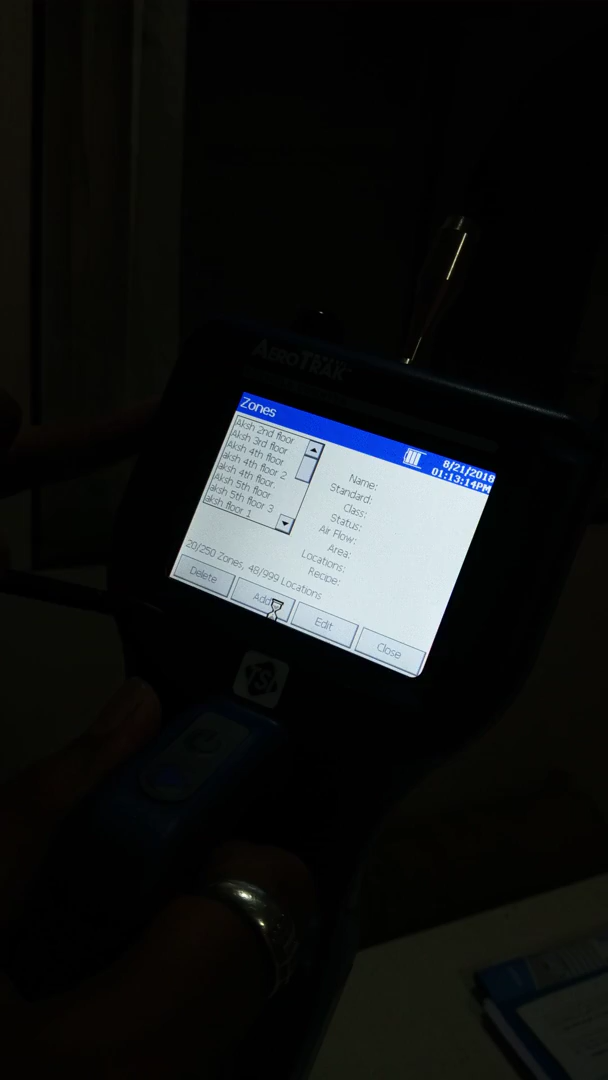 AEROTRAK
Zones
8/21/2018
01:13:14PM
Aksh 2nd floor
Aksh 3rd floor
Aksh 4th floor
aksh 4th floor 2
aksh 4th floor.
Aksh 5th floor
aksh 5th floor 3
aksh floor 1
Name:
Standard:
Class:
Status:
Air Flow:
Area:
Locations:
Recipe:
20/250 Zones, 48/999 Locations
Delete
Add
Edit
Close
TSI